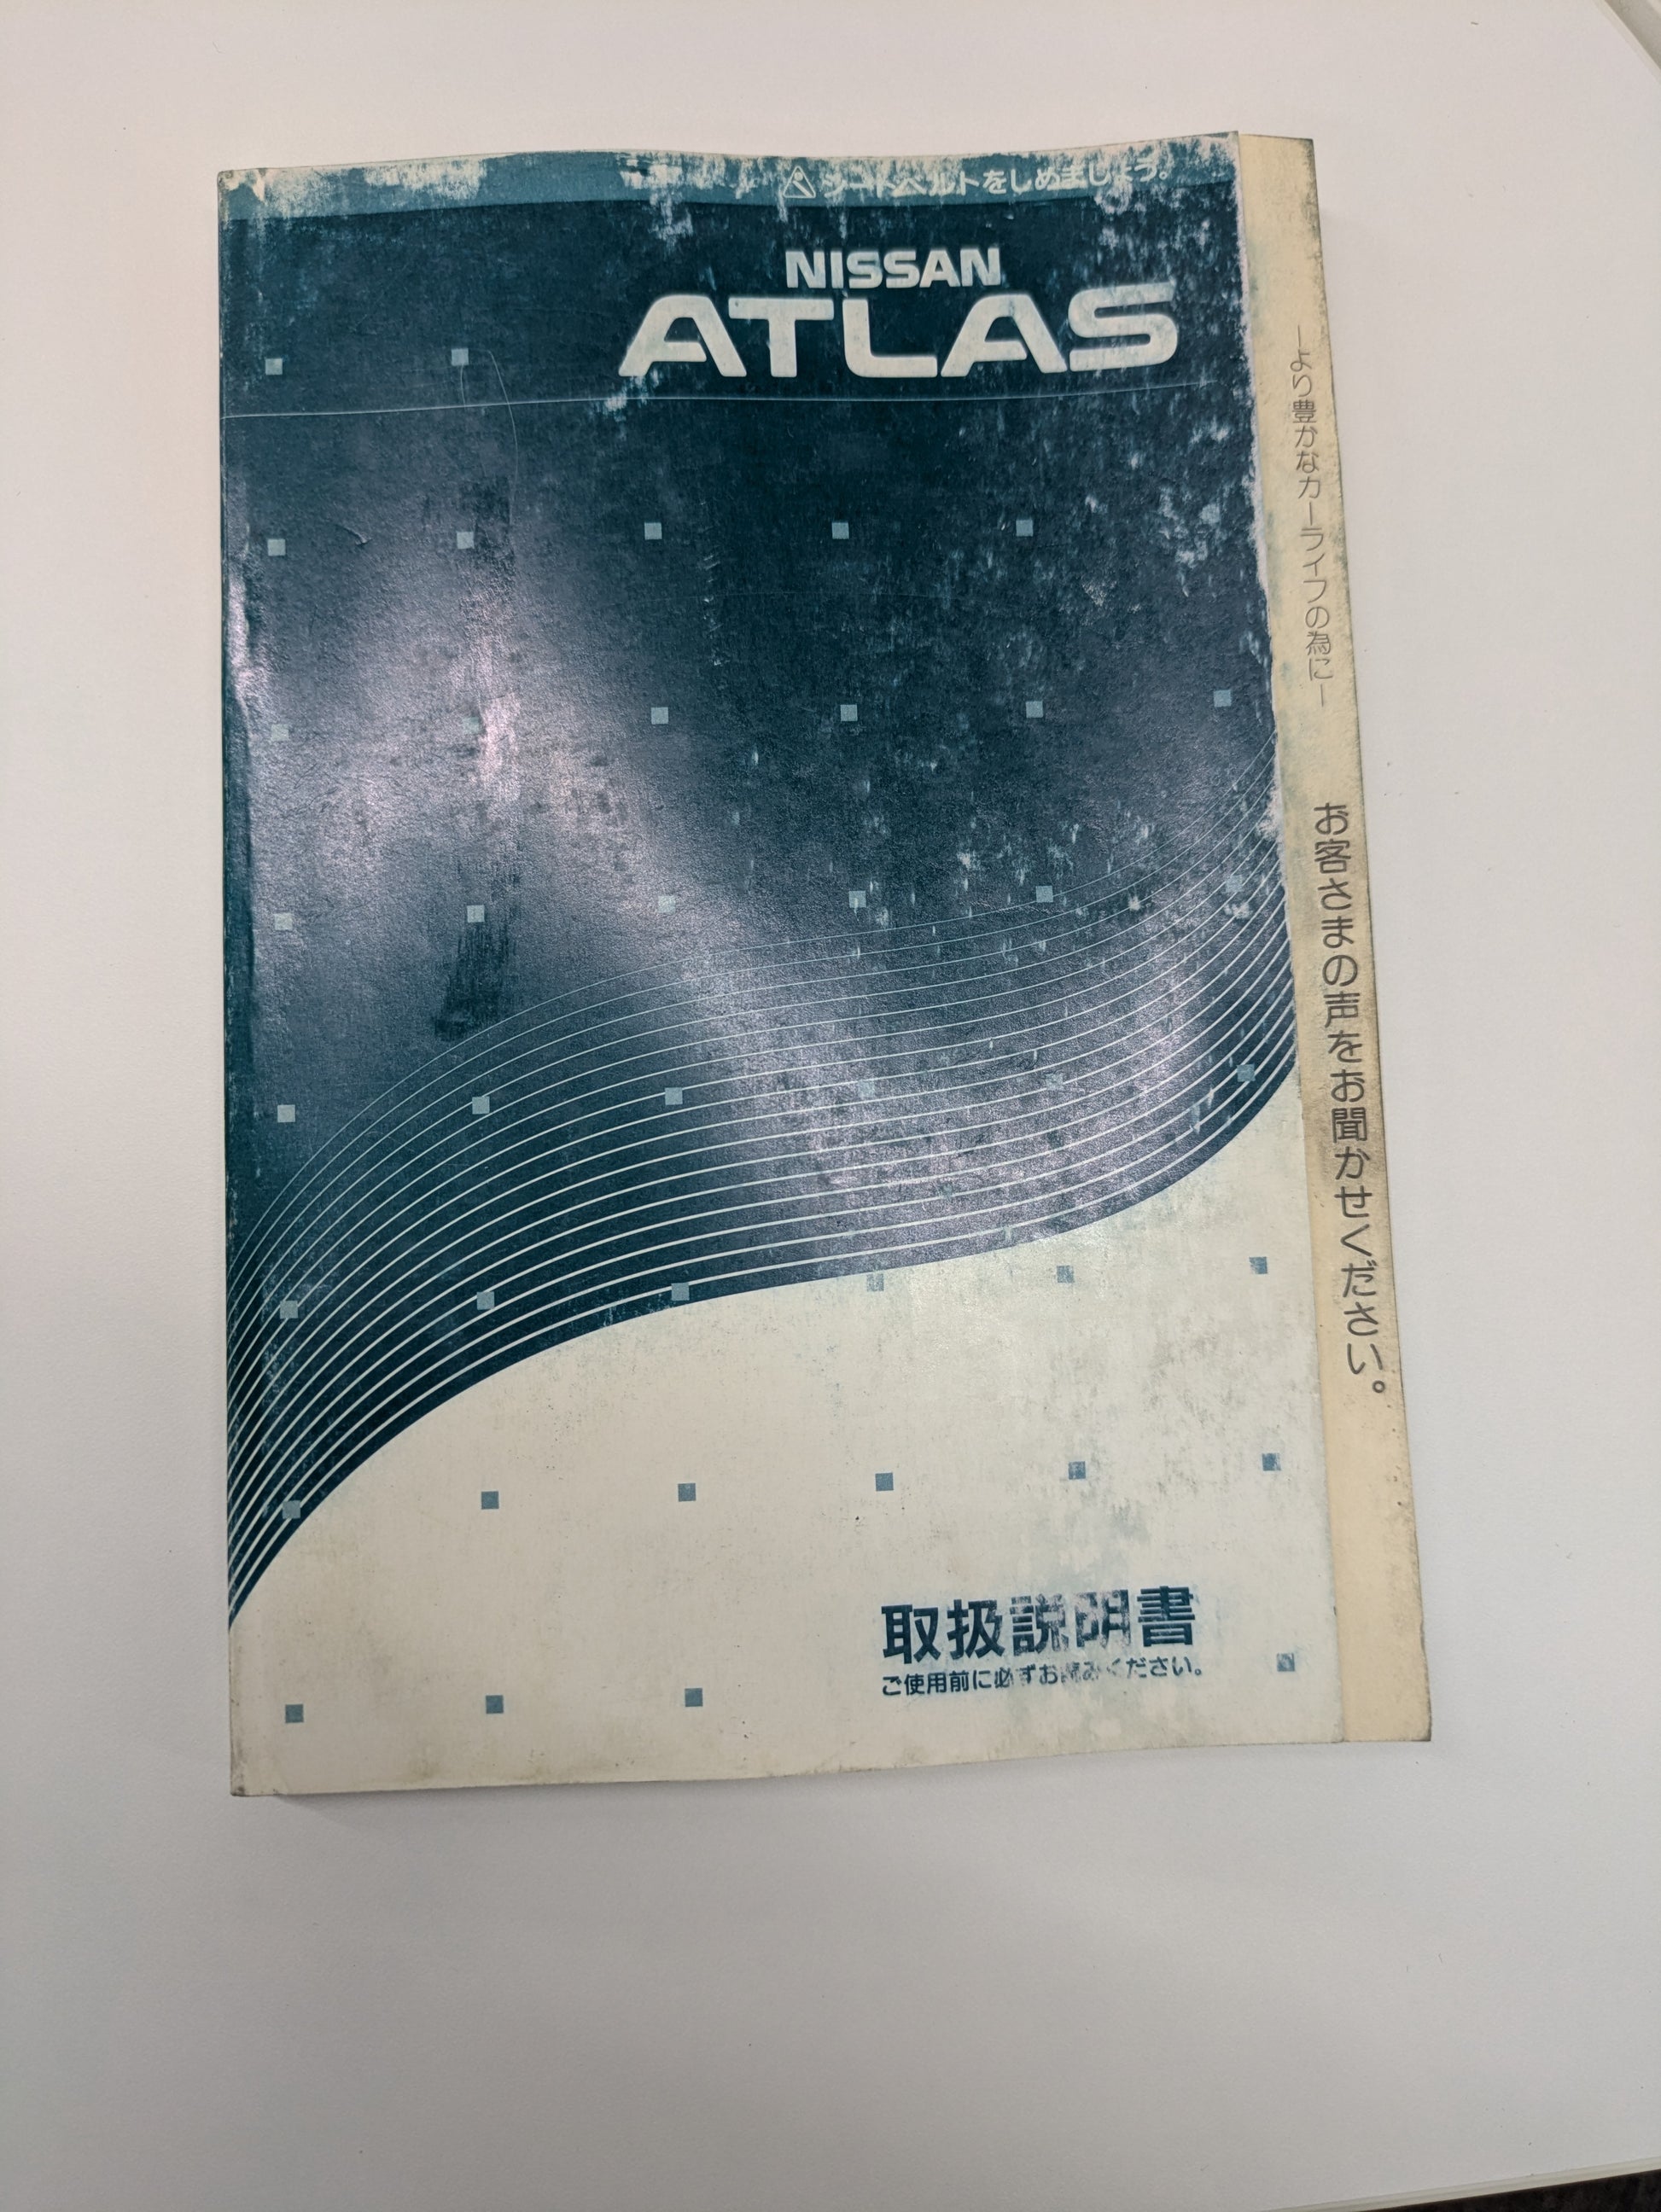 シートベルトをしめましょう。
NISSAN
ATLAS
取扱説明書
ご使用前に必ずお読みください。
―より豊かなカーライフの為に―
お客さまの声をお聞かせください。